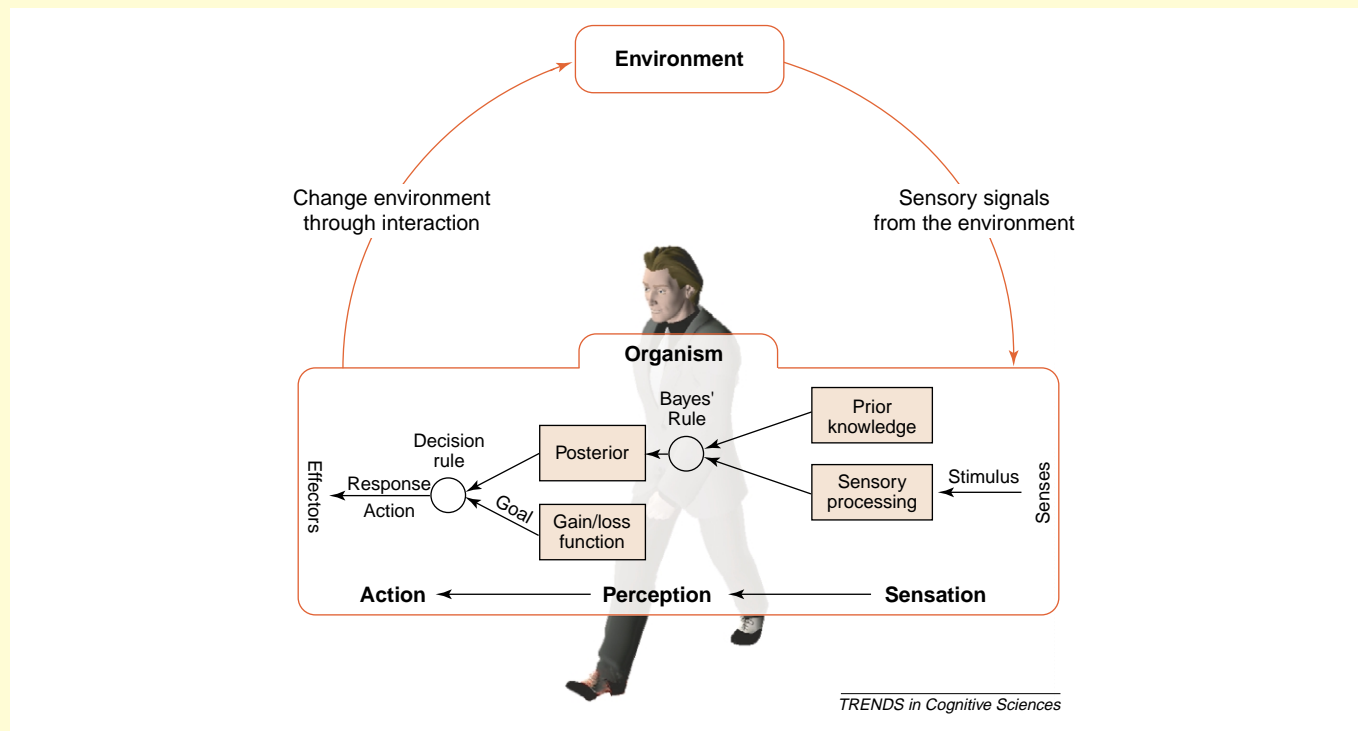 Environment
Change environment
through interaction
Sensory signals
from the environment
Organism
Bayes'
Rule
Prior
knowledge
Decision
rule
Posterior
Effectors
Response
Action
Goal
Gain/loss
function
Sensory
processing
Stimulus
Senses
Action
Perception
Sensation
TRENDS in Cognitive Sciences